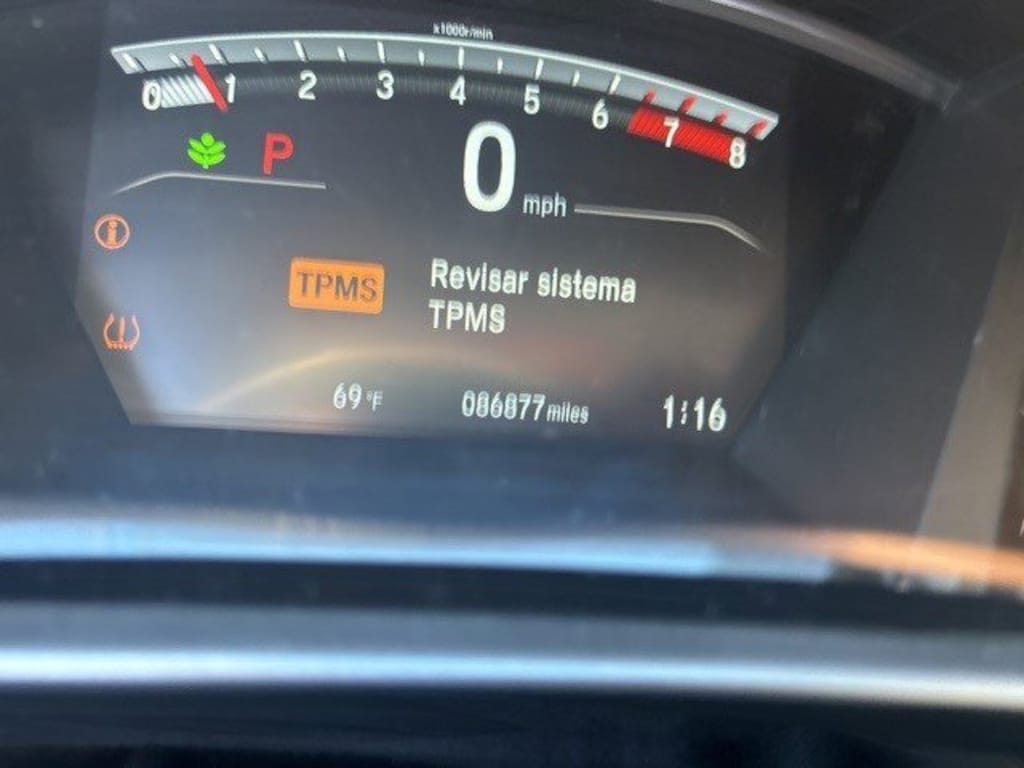 x1000r/min
0 1 2 3 4 5 6 7 8
P
0 mph
TPMS
Revisar sistema
TPMS
69 °F 086877 miles 1:16